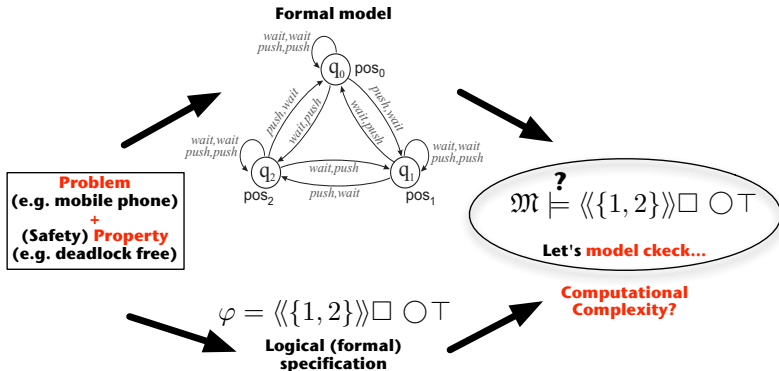 Formal model
wait,wait
push,push
q0
pos0
push,wait
wait,push
push,wait
wait,push
wait,wait
push,push
wait,wait
push,push
q2
wait,push
q1
push,wait
pos2
pos1
Problem
(e.g. mobile phone)
+
(Safety) Property
(e.g. deadlock free)
?
𝔐 ⊨ ⟪{1, 2}⟫□ ○⊤
Let's model ckeck...
Computational
Complexity?
φ = ⟪{1, 2}⟫□ ○⊤
Logical (formal)
specification